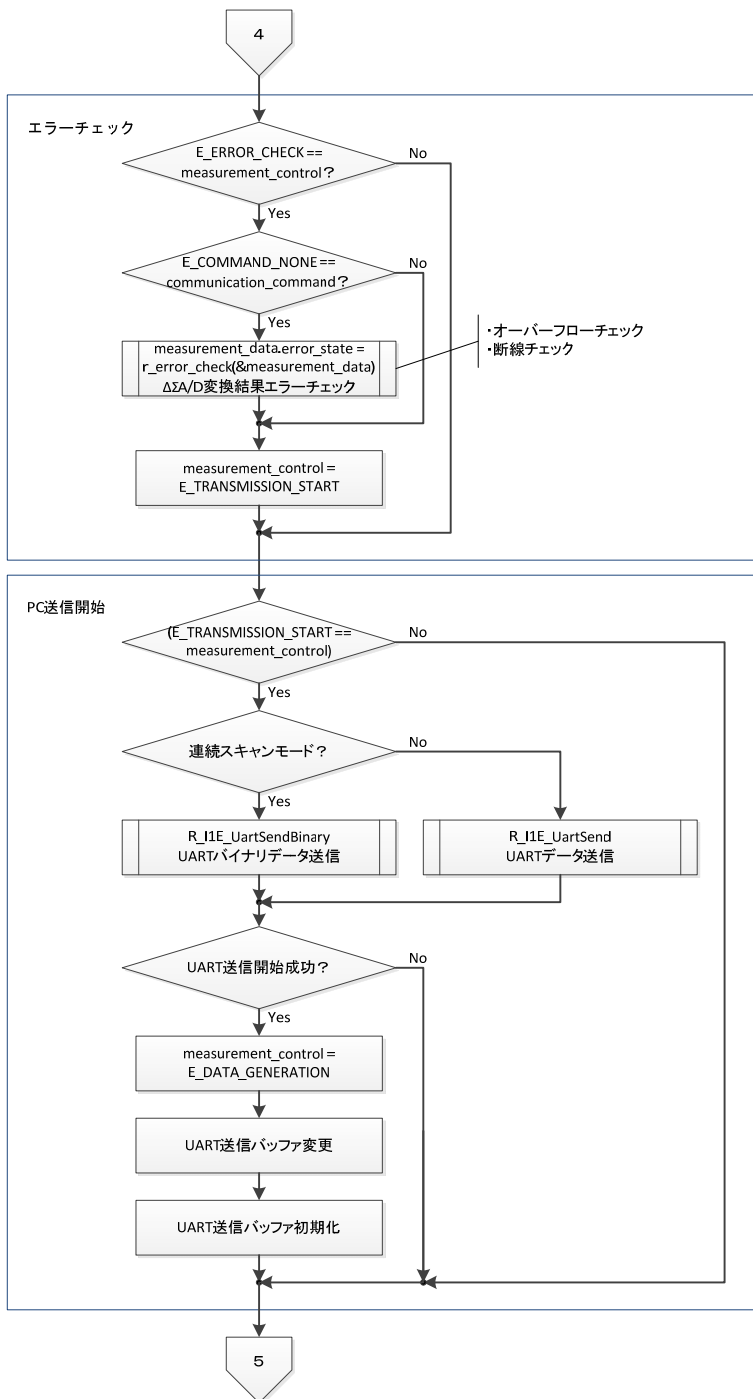 4
エラーチェック
E_ERROR_CHECK ==
measurement_control?
No
Yes
E_COMMAND_NONE ==
communication_command?
No
Yes
measurement_data.error_state =
r_error_check(&measurement_data)
ΔΣA/D変換結果エラーチェック
・オーバーフローチェック
・断線チェック
measurement_control =
E_TRANSMISSION_START
PC送信開始
(E_TRANSMISSION_START ==
measurement_control)
No
Yes
連続スキャンモード?
No
Yes
R_I1E_UartSendBinary
UARTバイナリデータ送信
R_I1E_UartSend
UARTデータ送信
UART送信開始成功?
No
Yes
measurement_control =
E_DATA_GENERATION
UART送信バッファ変更
UART送信バッファ初期化
5